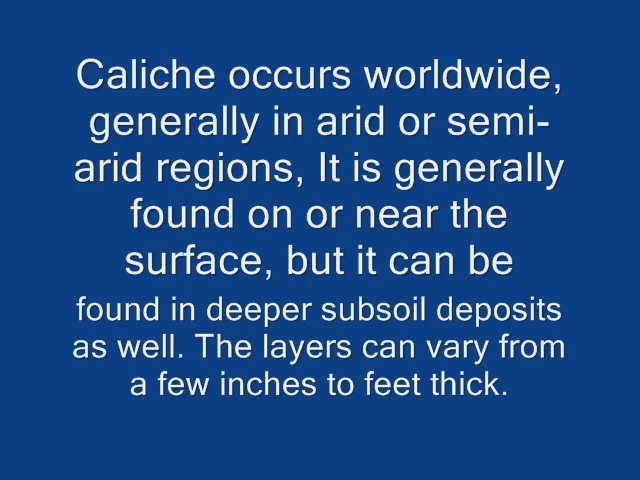 Caliche occurs worldwide,
generally in arid or semi-
arid regions, It is generally
found on or near the
surface, but it can be
found in deeper subsoil deposits
as well. The layers can vary from
a few inches to feet thick.